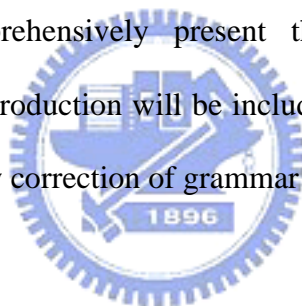 rehensively present th
roduction will be includ
correction of grammar
1896